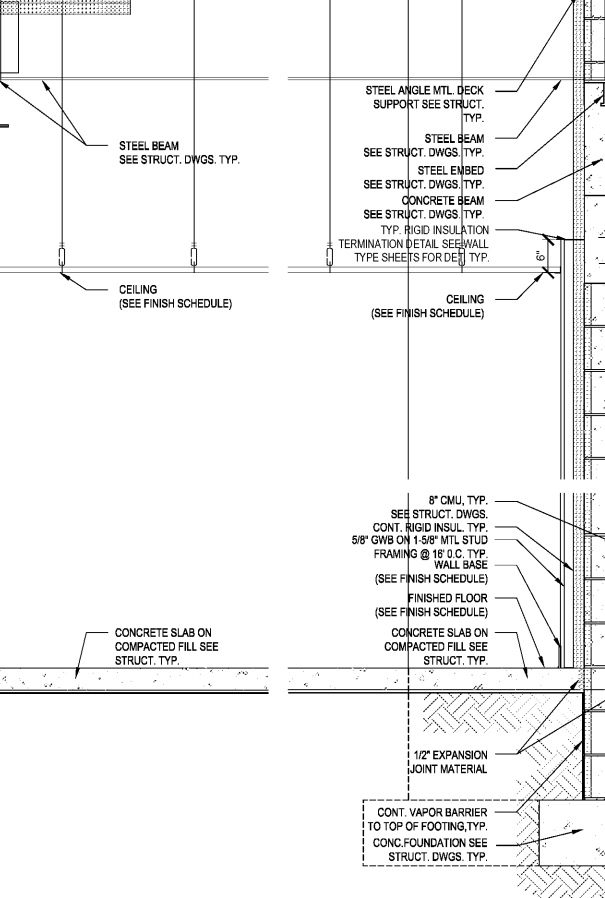 STEEL ANGLE MTL. DECK
SUPPORT SEE STRUCT.
TYP.
STEEL BEAM
SEE STRUCT. DWGS. TYP.
STEEL BEAM
SEE STRUCT. DWGS. TYP.
STEEL EMBED
SEE STRUCT. DWGS. TYP.
CONCRETE BEAM
SEE STRUCT. DWGS. TYP.
TYP. RIGID INSULATION
TERMINATION DETAIL SEE WALL
TYPE SHEETS FOR DET. TYP.
6"
CEILING
(SEE FINISH SCHEDULE)
CEILING
(SEE FINISH SCHEDULE)
8" CMU, TYP.
SEE STRUCT. DWGS.
CONT. RIGID INSUL. TYP.
5/8" GWB ON 1-5/8" MTL STUD
FRAMING @ 16' O.C. TYP.
WALL BASE
(SEE FINISH SCHEDULE)
FINISHED FLOOR
(SEE FINISH SCHEDULE)
CONCRETE SLAB ON
COMPACTED FILL SEE
STRUCT. TYP.
CONCRETE SLAB ON
COMPACTED FILL SEE
STRUCT. TYP.
1/2" EXPANSION
JOINT MATERIAL
CONT. VAPOR BARRIER
TO TOP OF FOOTING,TYP.
CONC.FOUNDATION SEE
STRUCT. DWGS. TYP.